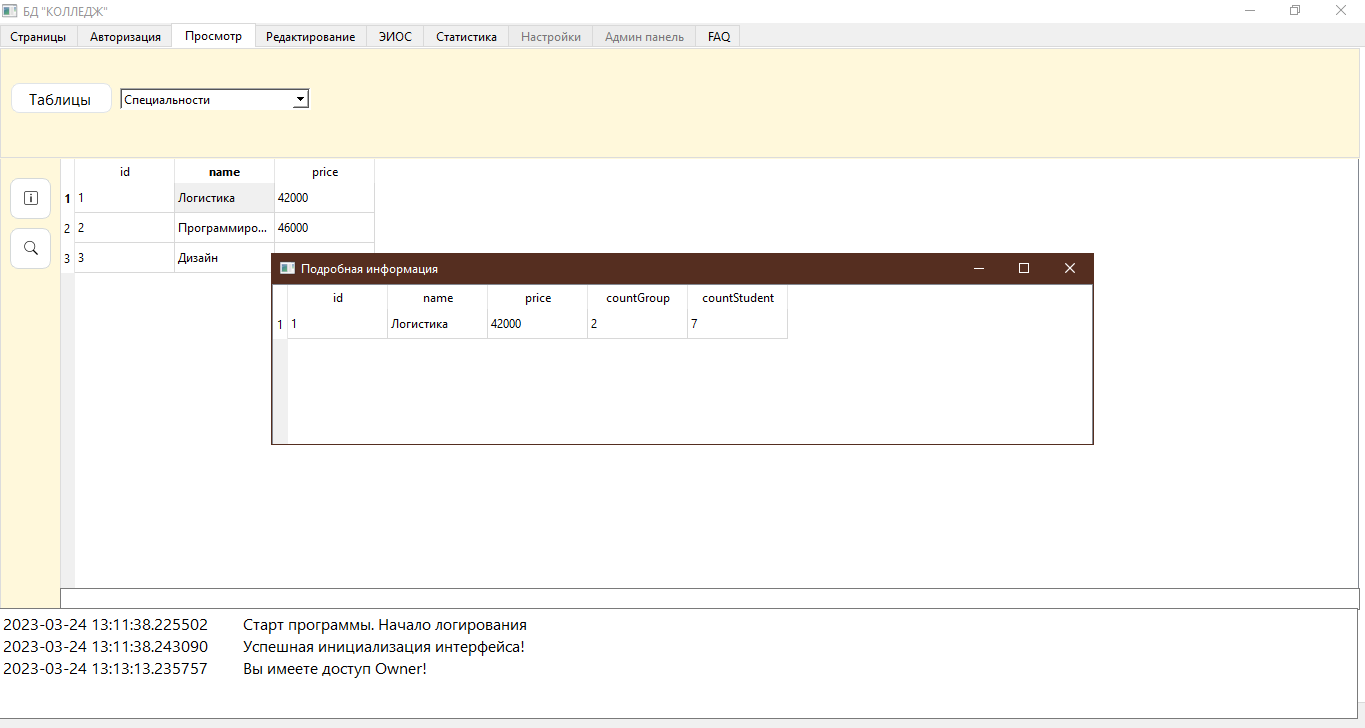 БД "КОЛЛЕДЖ"
Страницы Авторизация Просмотр Редактирование ЭИОС Статистика Настройки Админ панель FAQ
Таблицы Специальности
id name price
1 1 Логистика 42000
2 2 Программиро... 46000
3 3 Дизайн
Подробная информация
id name price countGroup countStudent
1 1 Логистика 42000 2 7
2023-03-24 13:11:38.225502 Старт программы. Начало логирования
2023-03-24 13:11:38.243090 Успешная инициализация интерфейса!
2023-03-24 13:13:13.235757 Вы имеете доступ Owner!